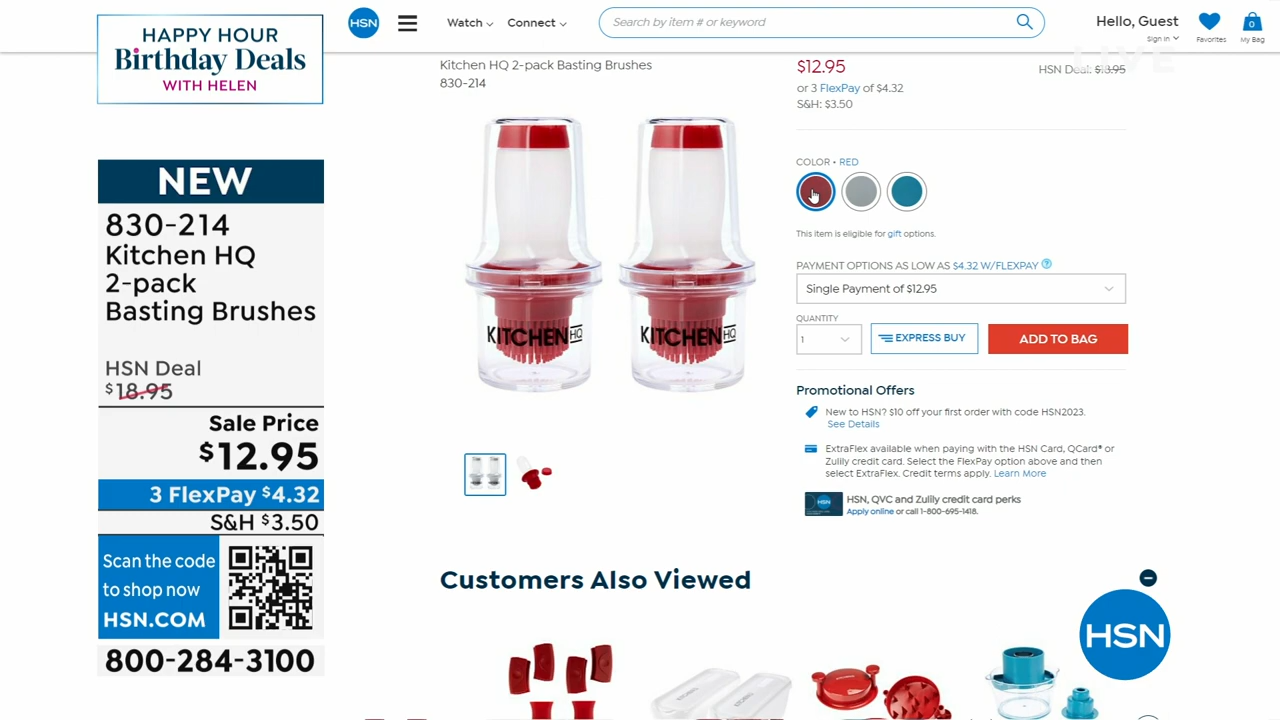 HAPPY HOUR
Birthday Deals
WITH HELEN
NEW
830-214
Kitchen HQ
2-pack
Basting Brushes
HSN Deal
$18.95
Sale Price
$12.95
3 FlexPay $4.32
S&H $3.50
Scan the code
to shop now
HSN.COM
800-284-3100
HSN
Watch
Connect
Search by item # or keyword
Hello, Guest
Sign In
Favorites
0
My Bag
LIVE
Kitchen HQ 2-pack Basting Brushes
830-214
KITCHEN HQ
KITCHEN HQ
$12.95
HSN Deal: $18.95
or 3 FlexPay of $4.32
S&H: $3.50
COLOR • RED
This item is eligible for gift options.
PAYMENT OPTIONS AS LOW AS $4.32 W/FLEXPAY ?
Single Payment of $12.95
QUANTITY
1
EXPRESS BUY
ADD TO BAG
Promotional Offers
New to HSN? $10 off your first order with code HSN2023.
See Details
ExtraFlex available when paying with the HSN Card, QCard® or
Zulily credit card. Select the FlexPay option above and then
select ExtraFlex. Credit terms apply. Learn More
HSN
HSN, QVC and Zulily credit card perks
Apply online or call 1-800-695-1418.
Customers Also Viewed
HSN